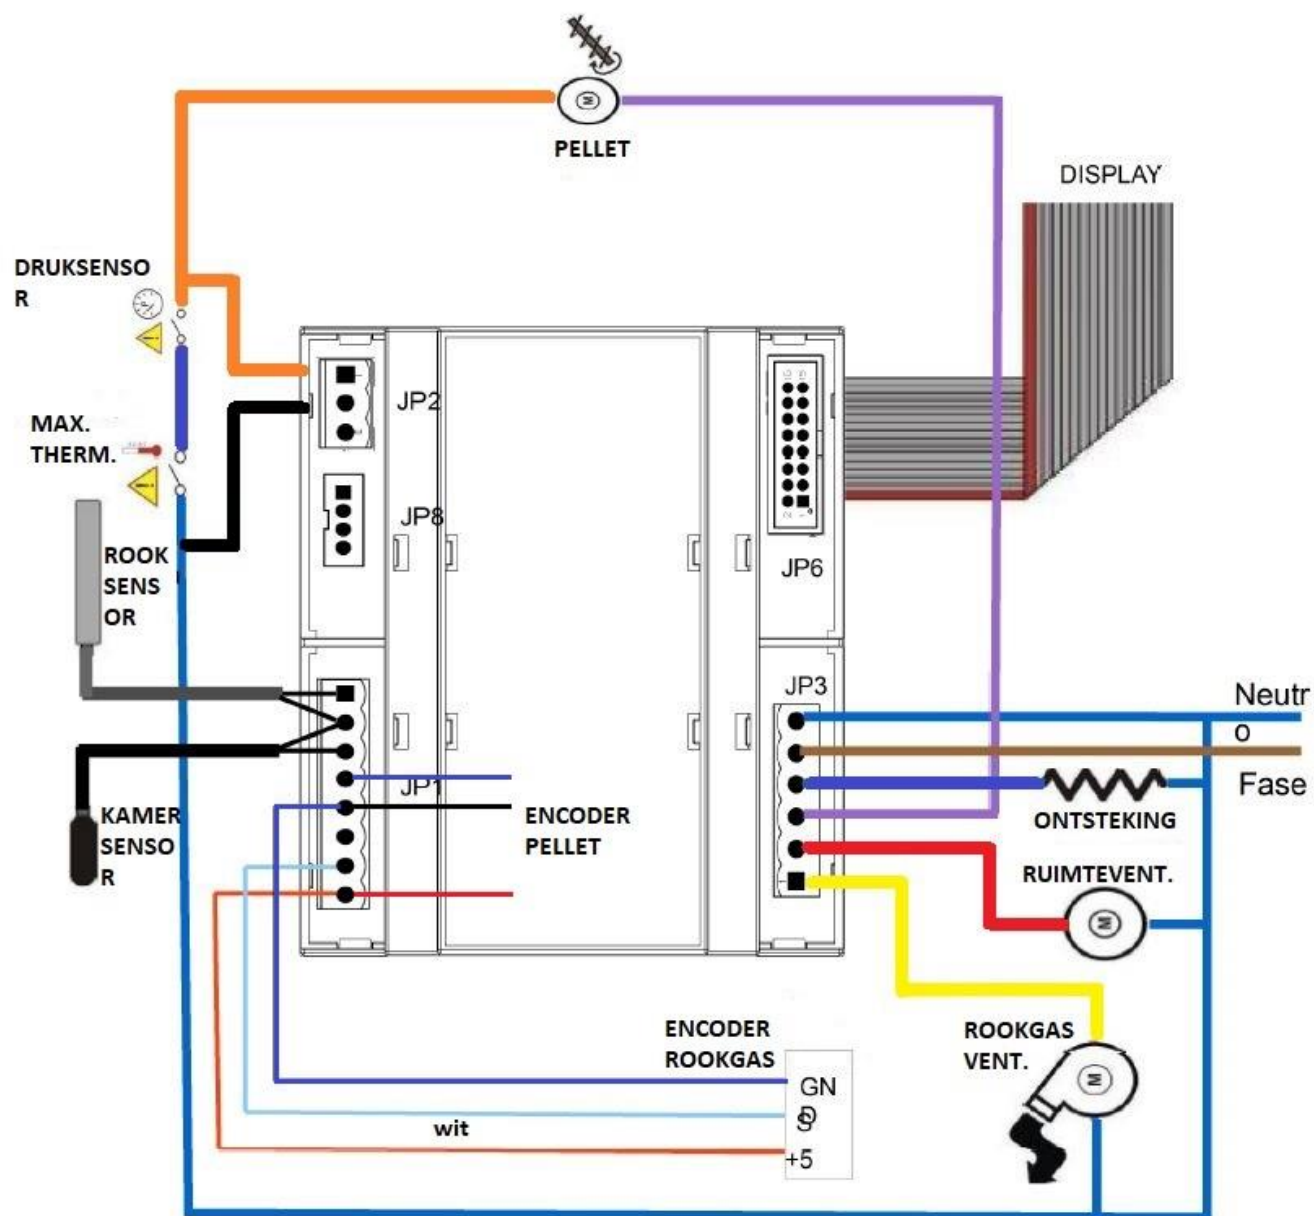 PELLET
DISPLAY
DRUKSENSO
R
JP2
MAX.
THERM.
JP8
ROOK
SENS
OR
JP6
JP3
Neutr
o
Fase
JP1
KAMER
SENSO
R
ENCODER
PELLET
ONTSTEKING
RUIMTEVENT.
ENCODER
ROOKGAS
ROOKGAS
VENT.
GN
D
S
wit
+5
M
M
M